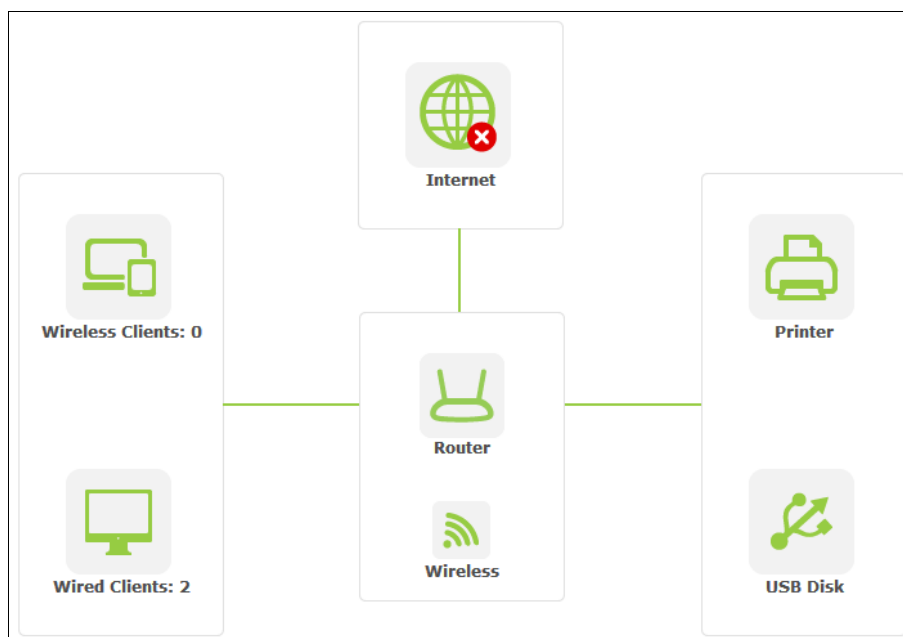 Internet
Wireless Clients: 0
Printer
Router
Wireless
Wired Clients: 2
USB Disk